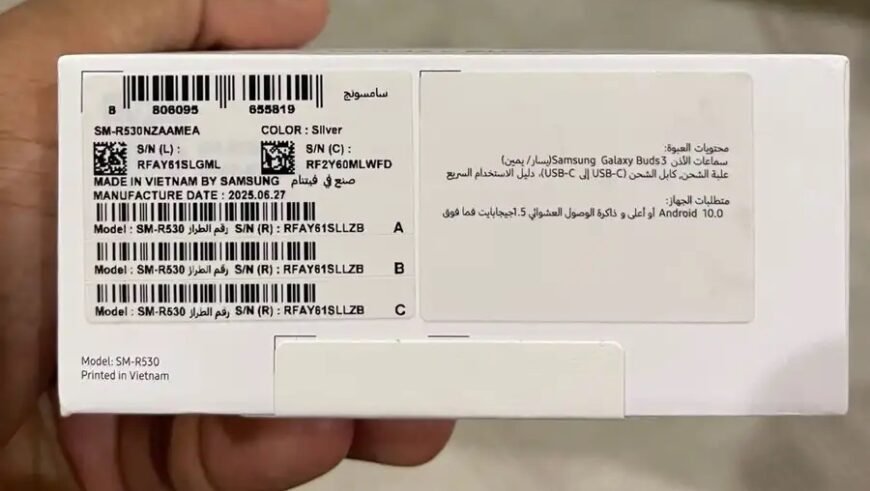 سامسونج
8 806095 655819
SM-R530NZAAMEA COLOR : Silver
S/N (L) : S/N (C) :
RFAY61SLGML RF2Y60MLWFD
MADE IN VIETNAM BY SAMSUNG صنع في فيتنام
MANUFACTURE DATE : 2025.06.27
Model : SM-R530 رقم الطراز S/N (R) : RFAY61SLLZB A
Model : SM-R530 رقم الطراز S/N (R) : RFAY61SLLZB B
Model : SM-R530 رقم الطراز S/N (R) : RFAY61SLLZB C
محتويات العبوة:
سماعات الأذن Samsung Galaxy Buds3(يسار/ يمين)
علبة الشحن, كابل الشحن (USB-C إلى USB-C), دليل الاستخدام السريع
متطلبات الجهاز:
Android 10.0 أو أعلى و ذاكرة الوصول العشوائي 1.5جيجابايت فما فوق
Model: SM-R530
Printed in Vietnam